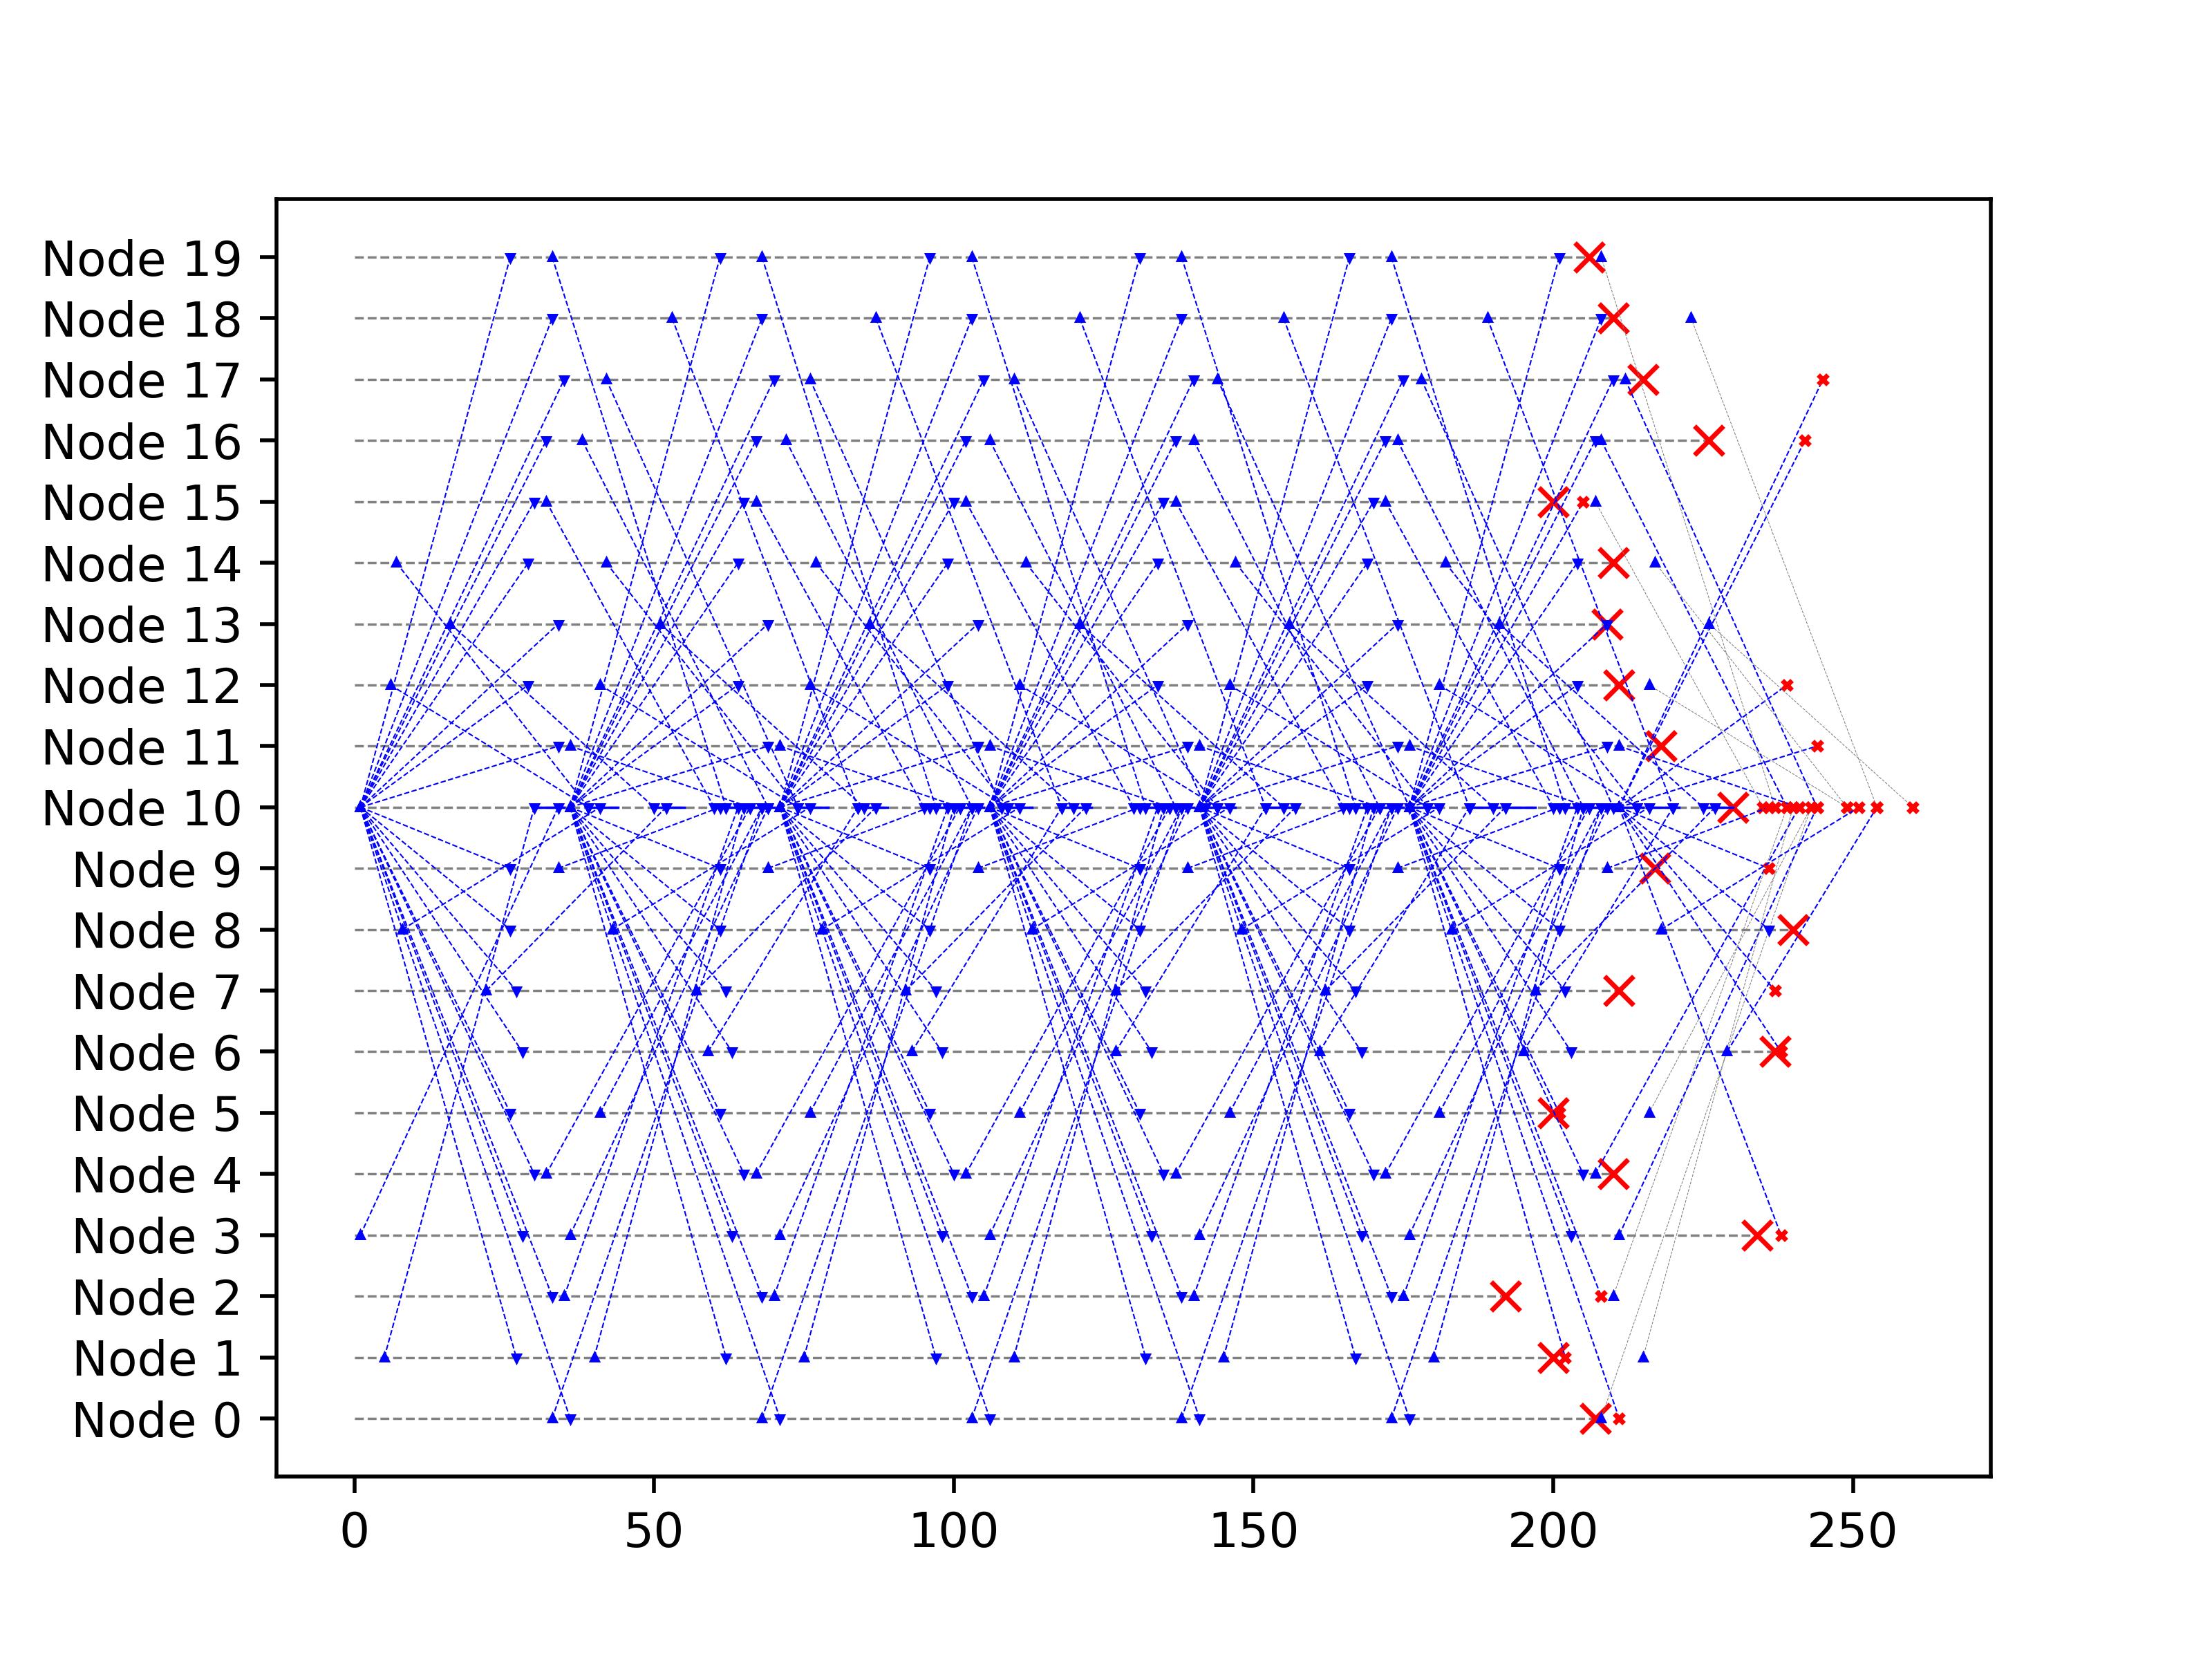 Node 19
Node 18
Node 17
Node 16
Node 15
Node 14
Node 13
Node 12
Node 11
Node 10
Node 9
Node 8
Node 7
Node 6
Node 5
Node 4
Node 3
Node 2
Node 1
Node 0
0 50 100 150 200 250